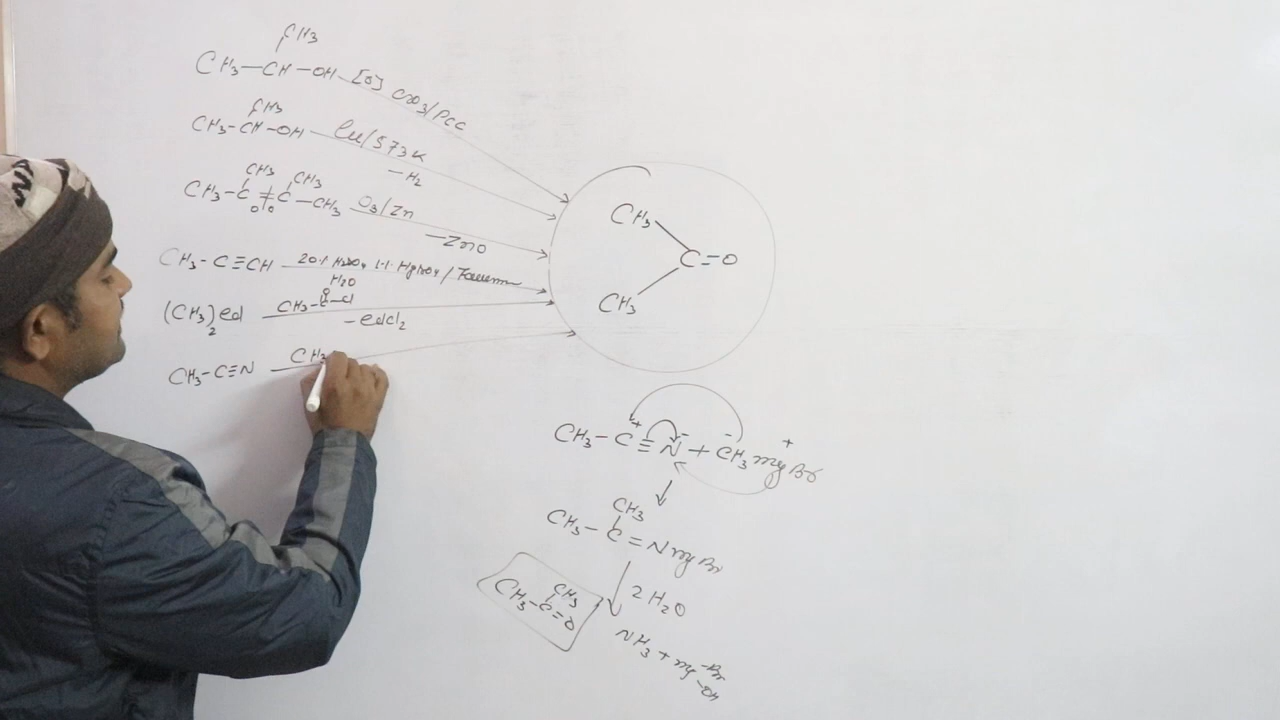 CH3
CH3—CH—OH [O] CrO3/PCC
CH3
CH3-CH-OH Cu/573K
-H2
CH3 CH3
CH3-C=C-CH3 O3/Zn
O O
-ZnO
CH3-C≡CH 20% H2SO4 1% HgSO4/
H2O
O
(CH3)2Cd CH3-C-Cl
-CdCl2
CH3-C≡N CH3
CH3
C=O
CH3
+ - - +
CH3-C≡N + CH3MgBr
CH3
CH3-C=NMgBr
2H2O
CH3
CH3-C=O
NH3 + Mg-Br
-OH